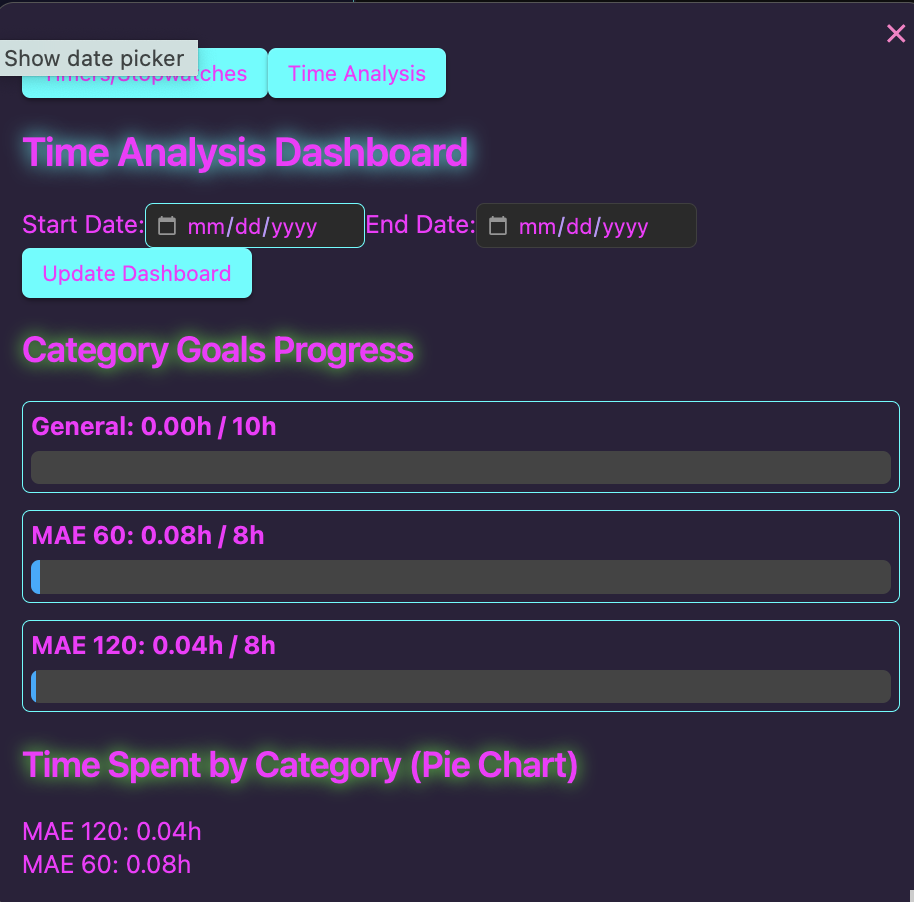 Show date picker
Timers/Stopwatches Time Analysis
Time Analysis Dashboard
Start Date: mm/dd/yyyy End Date: mm/dd/yyyy
Update Dashboard
Category Goals Progress
General: 0.00h / 10h
MAE 60: 0.08h / 8h
MAE 120: 0.04h / 8h
Time Spent by Category (Pie Chart)
MAE 120: 0.04h
MAE 60: 0.08h